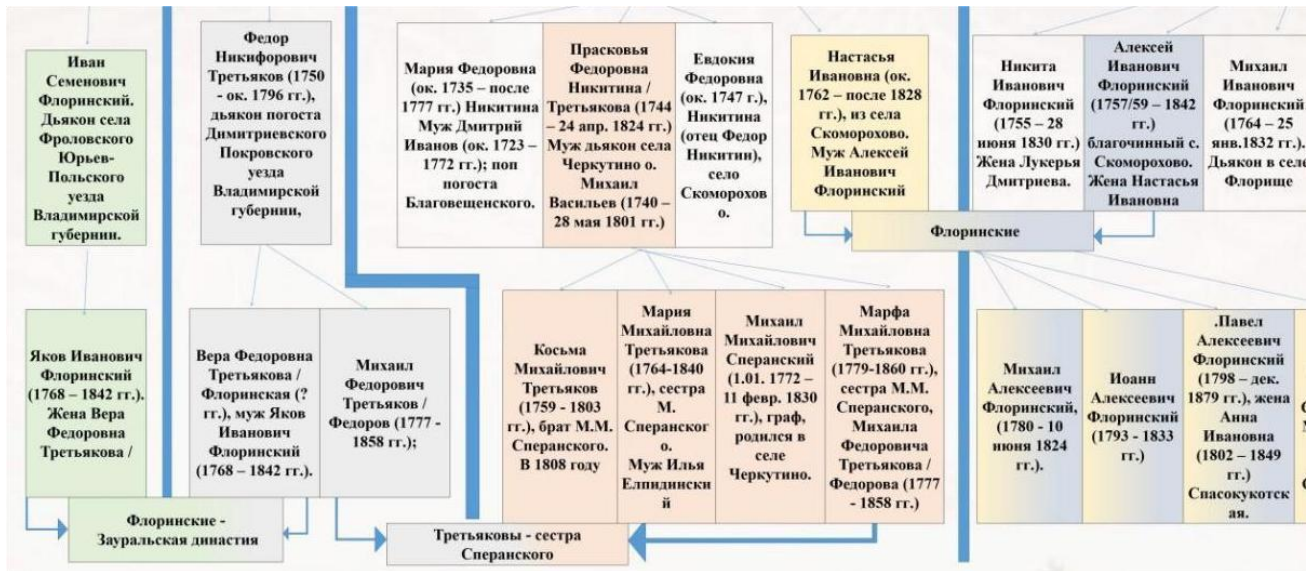 Иван
Семенович
Флоринский.
Дьякон села
Фроловского
Юрьев-
Польского
уезда
Владимирской
губернии.
Федор
Никифорович
Третьяков (1750
- ок. 1796 гг.),
дьякон погоста
Димитриевского
Покровского
уезда
Владимирской
губернии,
Мария Федоровна
(ок. 1735 – после
1777 гг.) Никитина
Муж Дмитрий
Иванов (ок. 1723 –
1772 гг.); поп
погоста
Благовещенского.
Прасковья
Федоровна
Никитина /
Третьякова (1744
– 24 апр. 1824 гг.)
Муж дьякон села
Черкутино о.
Михаил
Васильев (1740 –
28 мая 1801 гг.)
Евдокия
Федоровна
(ок. 1747 г.),
Никитина
(отец Федор
Никитин),
село
Скоморохов
о.
Настасья
Ивановна (ок.
1762 – после 1828
гг.), из села
Скоморохово.
Муж Алексей
Иванович
Флоринский
Никита
Иванович
Флоринский
(1755 – 28
июня 1830 гг.)
Жена Лукерья
Дмитриева.
Алексей
Иванович
Флоринский
(1757/59 – 1842
гг.)
благочинный с.
Скоморохово.
Жена Настасья
Ивановна
Михаил
Иванович
Флоринский
(1764 – 25
янв.1832 гг.).
Дьякон в селе
Флорище
Флоринские
Яков Иванович
Флоринский
(1768 – 1842 гг.).
Жена Вера
Федоровна
Третьякова /
Вера Федоровна
Третьякова /
Флоринская (?
гг.), муж Яков
Иванович
Флоринский
(1768 – 1842 гг.).
Михаил
Федорович
Третьяков /
Федоров (1777 -
1858 гг.);
Косьма
Михайлович
Третьяков
(1759 - 1803
гг.), брат М.М.
Сперанского.
В 1808 году
Мария
Михайловна
Третьякова
(1764-1840
гг.), сестра
М.
Сперанског
о.
Муж Илья
Елпидински
й
Михаил
Михайлович
Сперанский
(1.01. 1772 –
11 февр. 1830
гг.), граф,
родился в
селе
Черкутино.
Марфа
Михайловна
Третьякова
(1779-1860 гг.),
сестра М.М.
Сперанского,
Михаила
Федоровича
Третьякова /
Федорова (1777
- 1858 гг.)
Михаил
Алексеевич
Флоринский,
(1780 - 10
июня 1824
гг.).
Иоанн
Алексеевич
Флоринский
(1793 - 1833
гг.)
.Павел
Алексеевич
Флоринский
(1798 – дек.
1879 гг.), жена
Анна
Ивановна
(1802 – 1849
гг.)
Спасокукотск
ая.
Флоринские -
Зауральская династия
Третьяковы - сестра
Сперанского